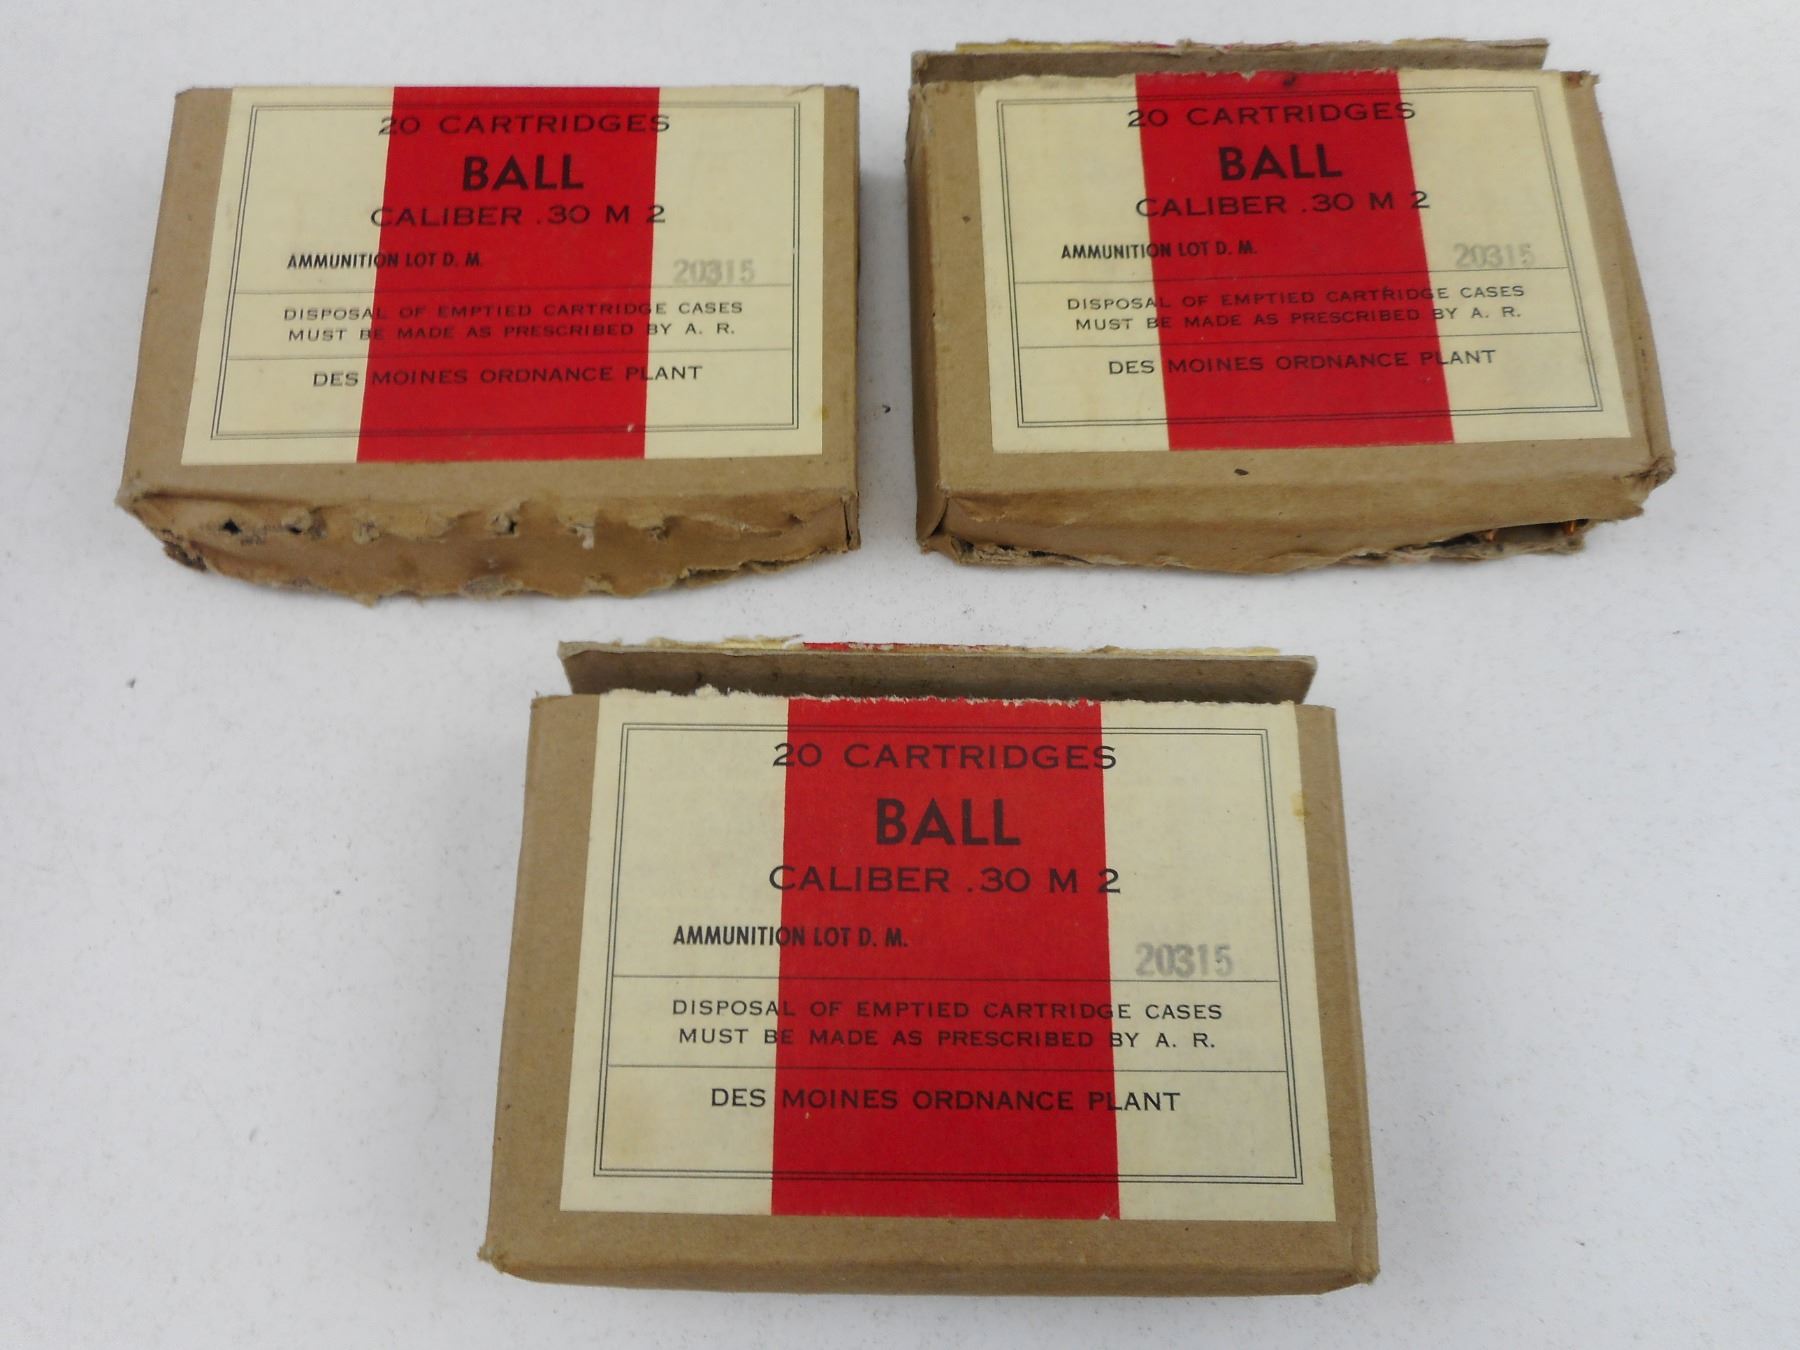 20 CARTRIDGES
BALL
CALIBER .30 M 2
AMMUNITION LOT D. M. 20315
DISPOSAL OF EMPTIED CARTRIDGE CASES
MUST BE MADE AS PRESCRIBED BY A. R.
DES MOINES ORDNANCE PLANT
20 CARTRIDGES
BALL
CALIBER .30 M 2
AMMUNITION LOT D. M. 20315
DISPOSAL OF EMPTIED CARTRIDGE CASES
MUST BE MADE AS PRESCRIBED BY A. R.
DES MOINES ORDNANCE PLANT
20 CARTRIDGES
BALL
CALIBER .30 M 2
AMMUNITION LOT D. M. 20315
DISPOSAL OF EMPTIED CARTRIDGE CASES
MUST BE MADE AS PRESCRIBED BY A. R.
DES MOINES ORDNANCE PLANT